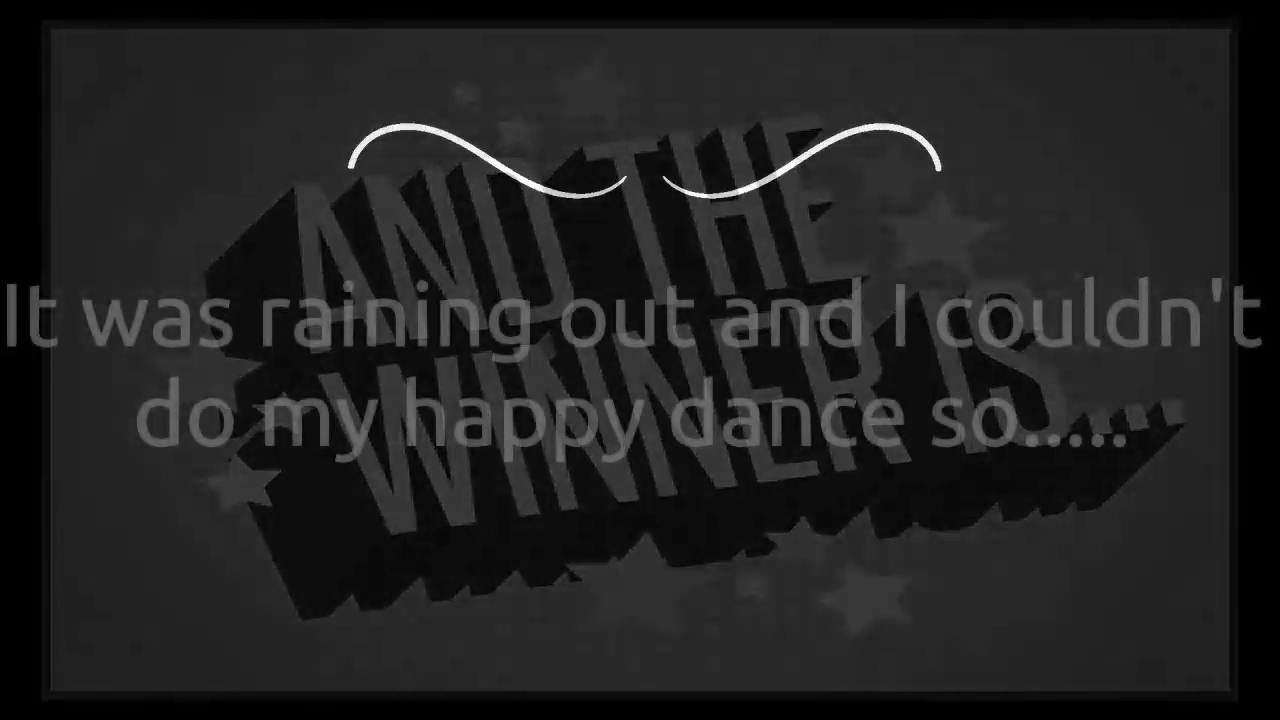 AND THE
WINNER IS...
It was raining out and I couldn't
do my happy dance so.....